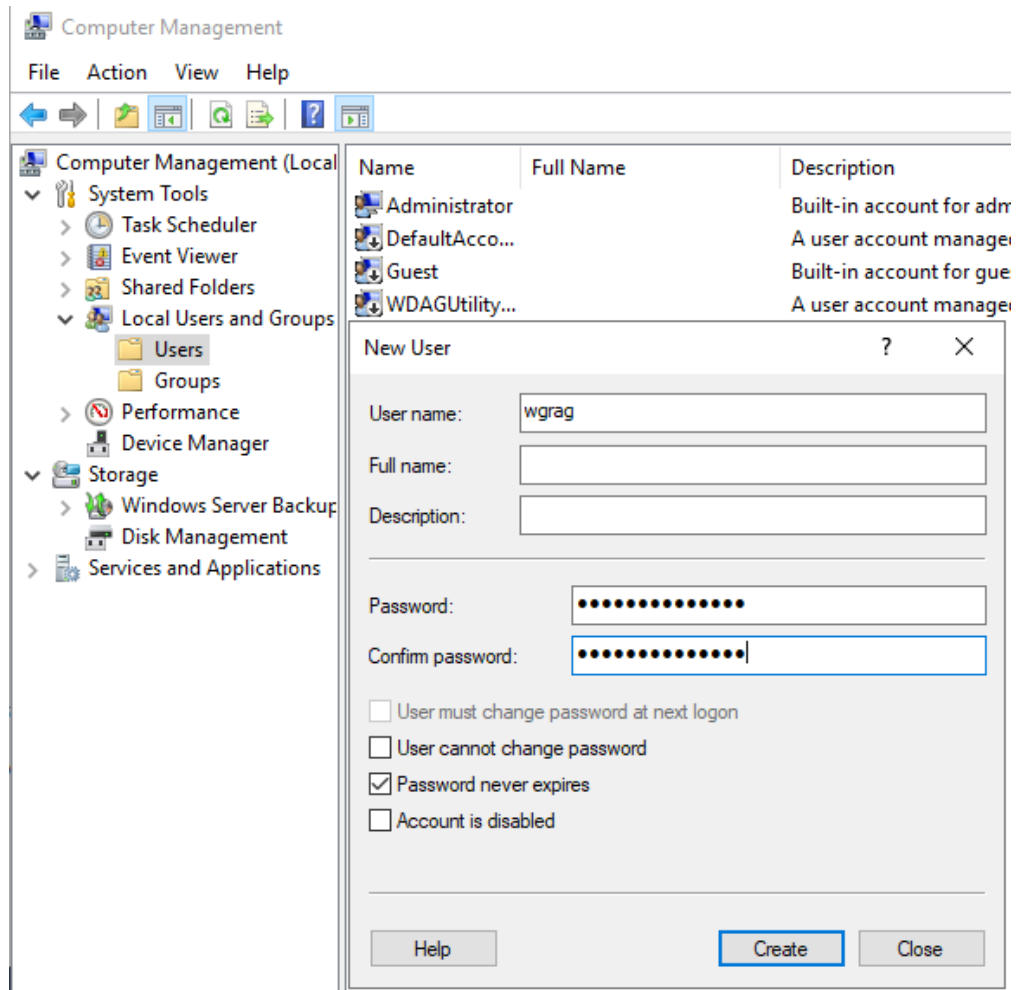 Computer Management
File Action View Help
Computer Management (Local
System Tools
Task Scheduler
Event Viewer
Shared Folders
Local Users and Groups
Users
Groups
Performance
Device Manager
Storage
Windows Server Backup
Disk Management
Services and Applications
Name Full Name Description
Administrator Built-in account for adm
DefaultAcco... A user account manage
Guest Built-in account for gue
WDAGUtility... A user account manage
New User ?
User name: wgrag
Full name:
Description:
Password: ••••••••••••••
Confirm password: ••••••••••••••
User must change password at next logon
User cannot change password
Password never expires
Account is disabled
Help Create Close